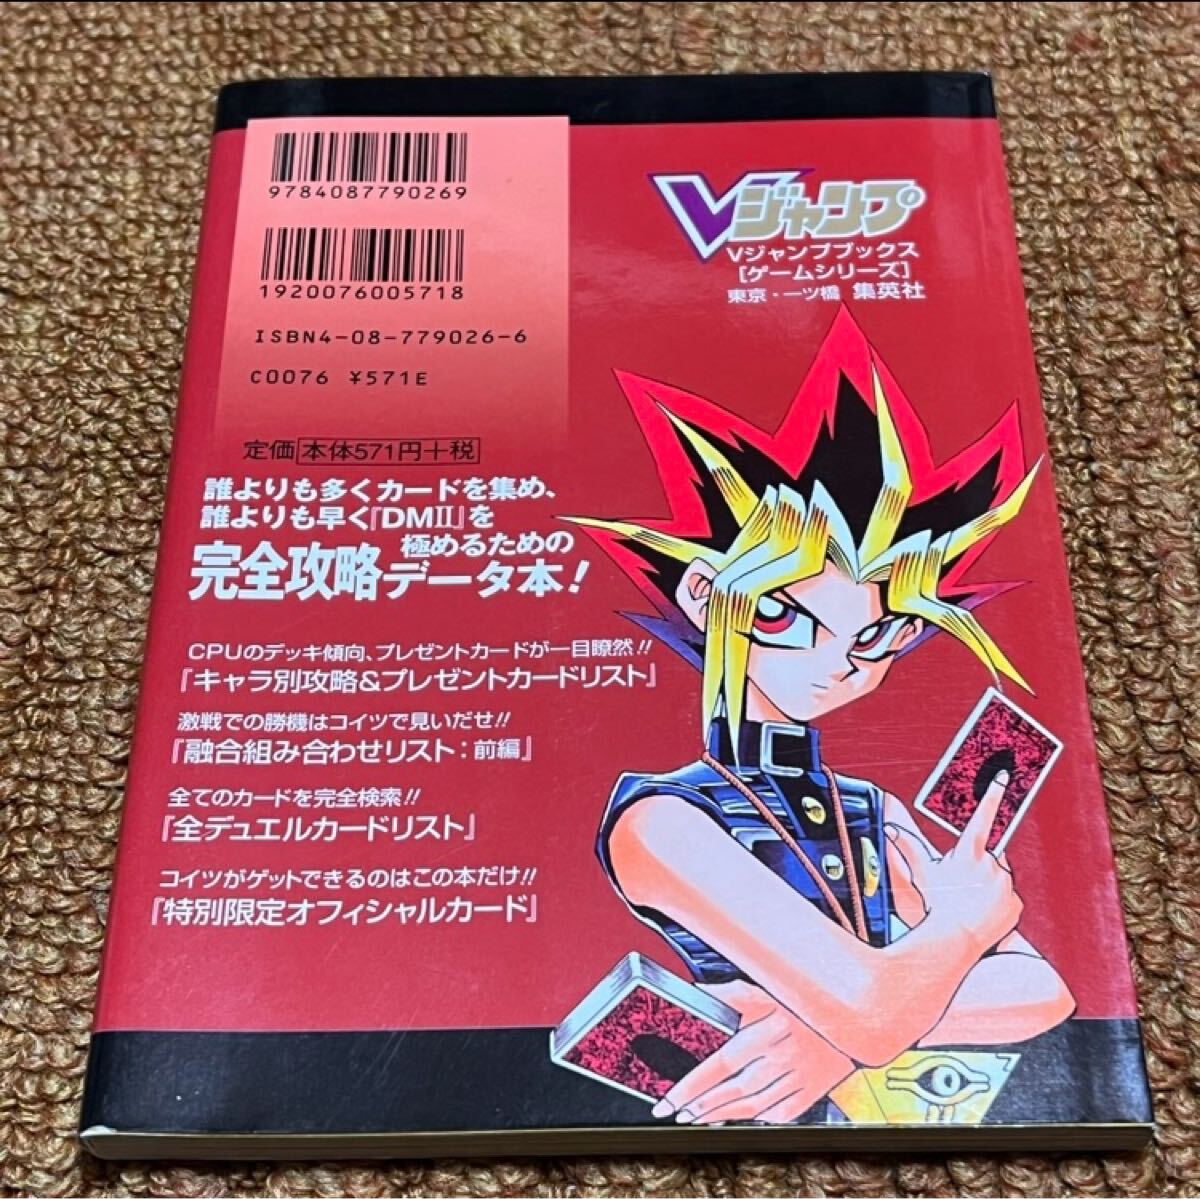 9784087790269
1920076005718
ISBN4-08-779026-6
C0076 ¥571E
定価 本体571円+税
Vジャンプ
Vジャンプブックス
[ゲームシリーズ]
東京・一ツ橋 集英社
誰よりも多くカードを集め、
誰よりも早く『DMⅡ』を
極めるための
完全攻略データ本!
CPUのデッキ傾向、プレゼントカードが一目瞭然!!
『キャラ別攻略&プレゼントカードリスト』
激戦での勝機はコイツで見いだせ!!
『融合組み合わせリスト:前編』
全てのカードを完全検索!!
『全デュエルカードリスト』
コイツがゲットできるのはこの本だけ!!
『特別限定オフィシャルカード』